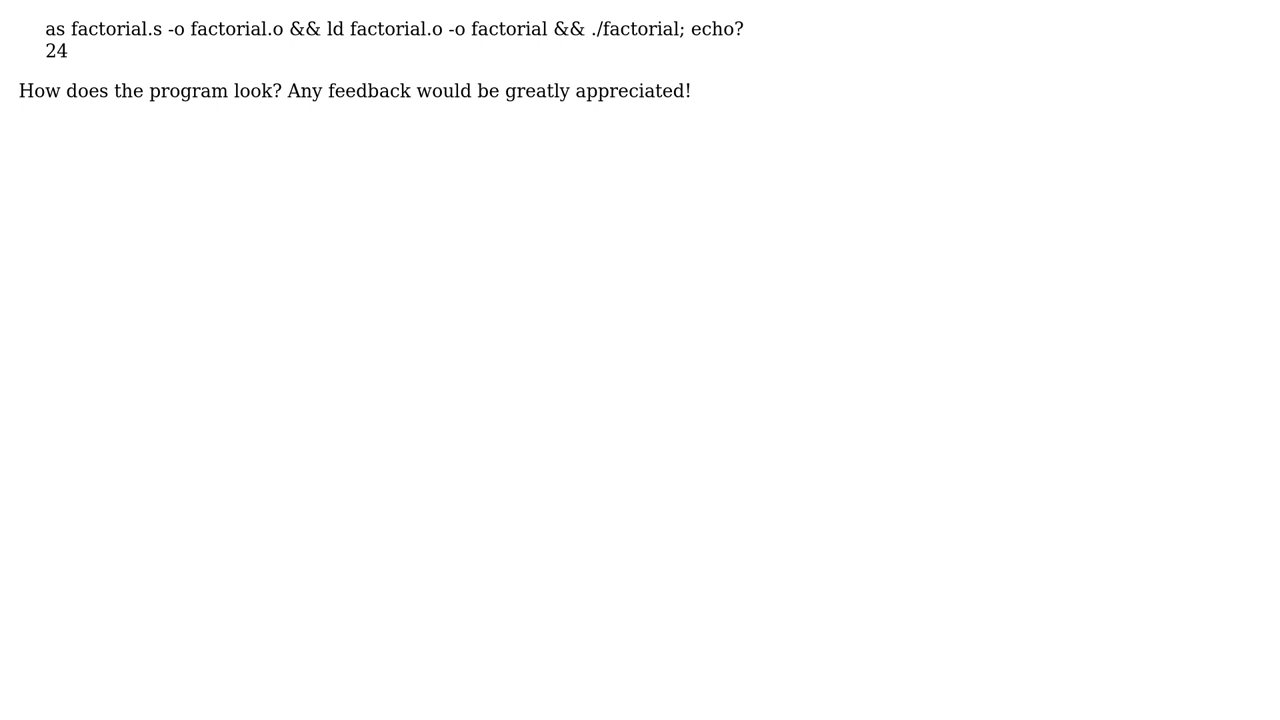 as factorial.s -o factorial.o && ld factorial.o -o factorial && ./factorial; echo?
24
How does the program look? Any feedback would be greatly appreciated!